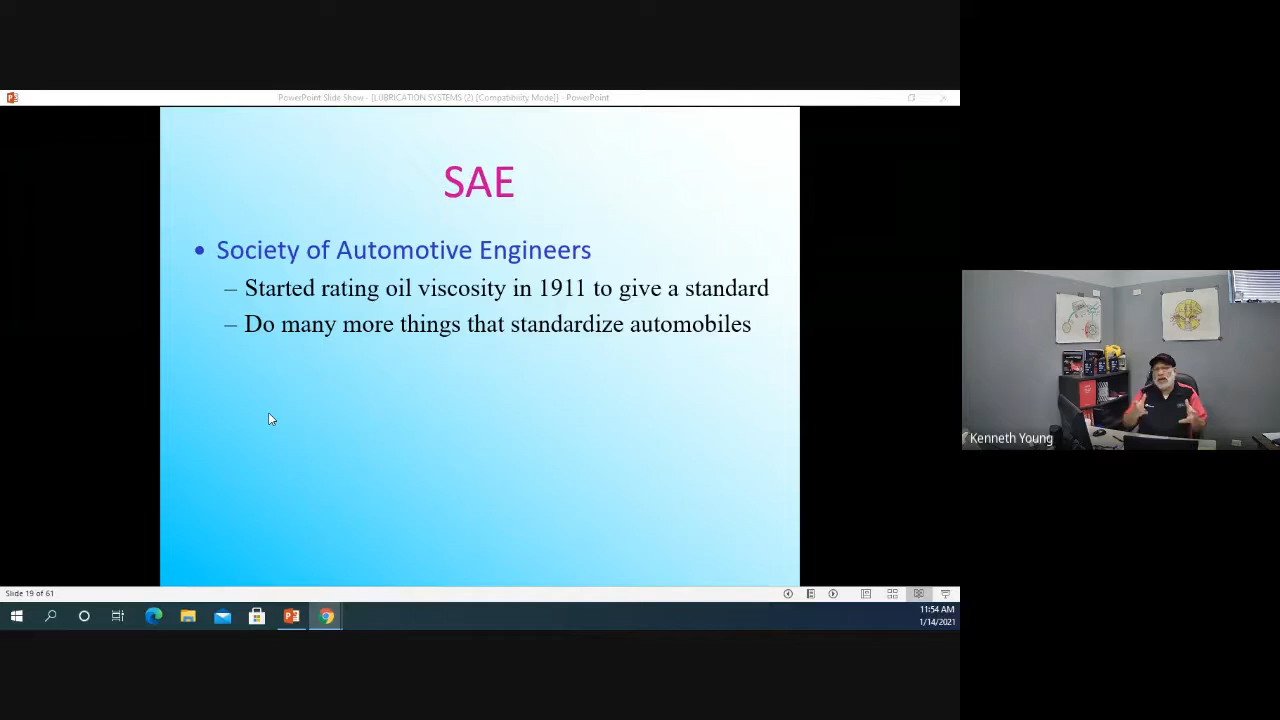 PowerPoint Slide Show - [LUBRICATION SYSTEMS (2) [Compatibility Mode]] - PowerPoint
SAE
• Society of Automotive Engineers
– Started rating oil viscosity in 1911 to give a standard
– Do many more things that standardize automobiles
Kenneth Young
Slide 19 of 61
11:54 AM
1/14/2021